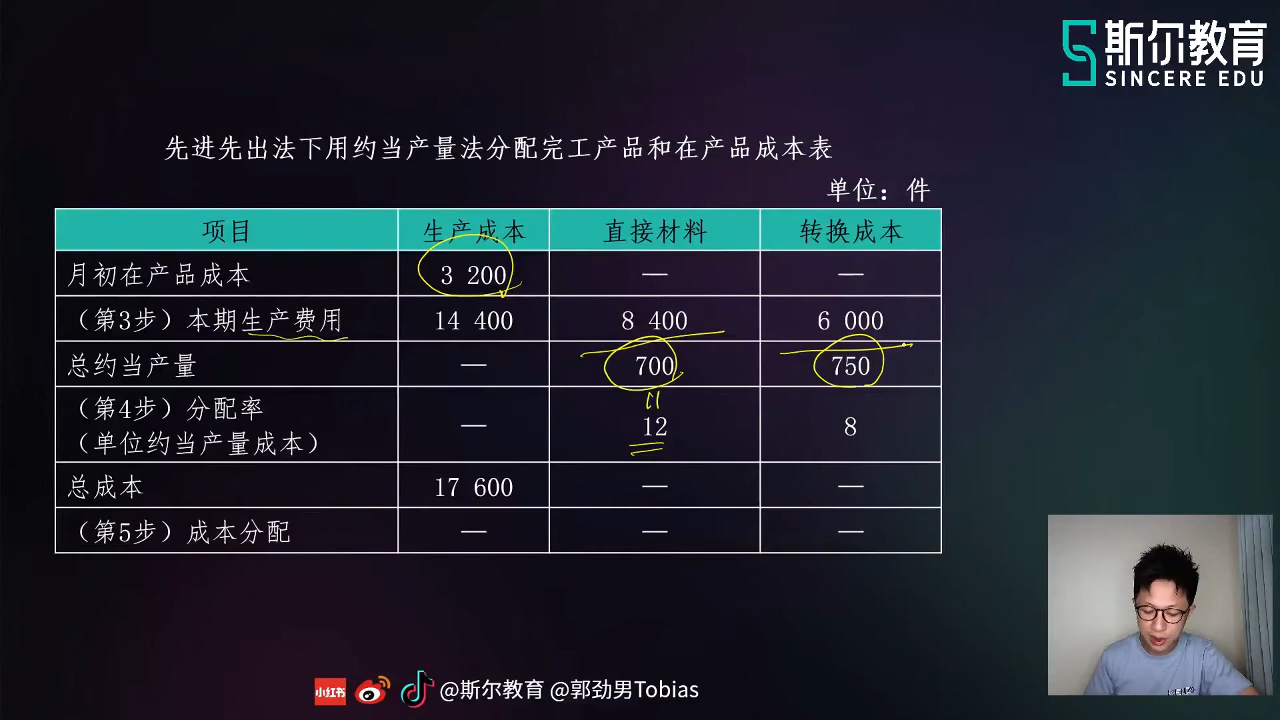 斯尔教育
SINCERE EDU
先进先出法下用约当产量法分配完工产品和在产品成本表
单位：件
项目 生产成本 直接材料 转换成本
月初在产品成本 3 200 — —
（第3步）本期生产费用 14 400 8 400 6 000
总约当产量 — 700 750
（第4步）分配率
（单位约当产量成本） — 12 8
总成本 17 600 — —
（第5步）成本分配 — — —
小红书 @斯尔教育 @郭劲男Tobias